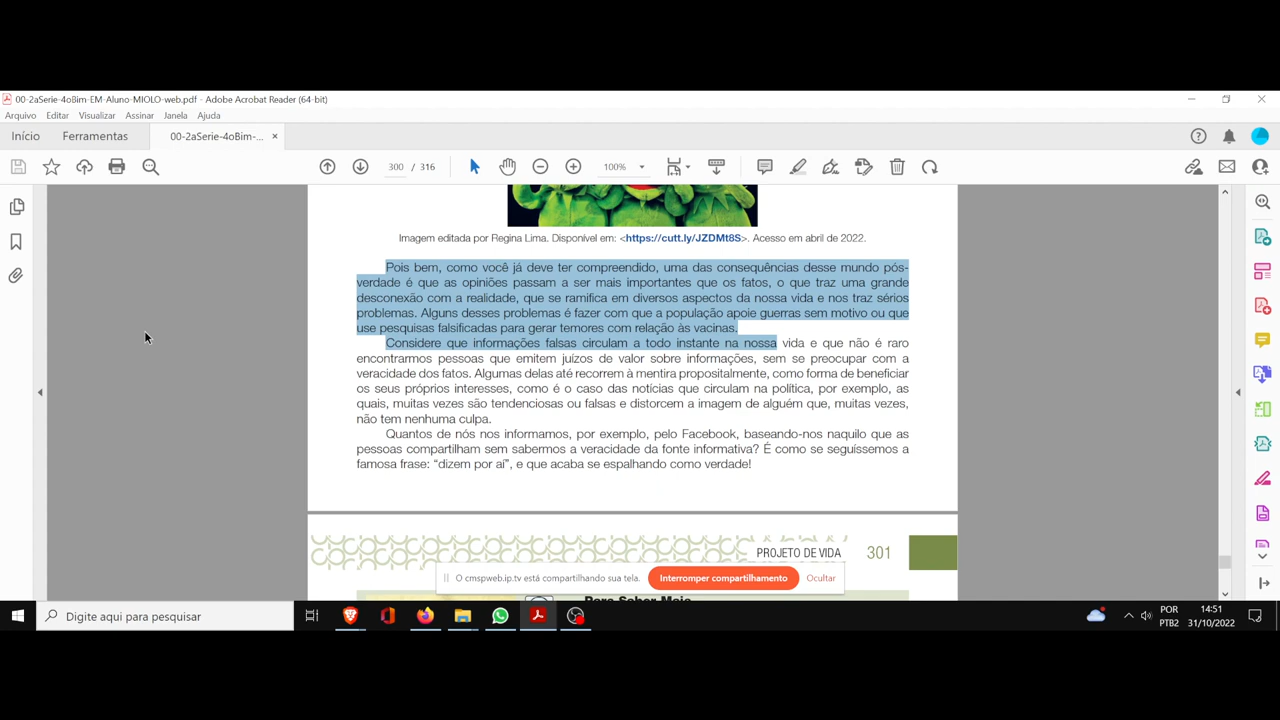 00-2aSerie-4oBim-EM-Aluno-MIOLO-web.pdf - Adobe Acrobat Reader (64-bit)
Arquivo Editar Visualizar Assinar Janela Ajuda
Início Ferramentas 00-2aSerie-4oBim-... ×
300 / 316 100%
Imagem editada por Regina Lima. Disponível em: <https://cutt.ly/JZDMt8S>. Acesso em abril de 2022.
Pois bem, como você já deve ter compreendido, uma das consequências desse mundo pós-
verdade é que as opiniões passam a ser mais importantes que os fatos, o que traz uma grande
desconexão com a realidade, que se ramifica em diversos aspectos da nossa vida e nos traz sérios
problemas. Alguns desses problemas é fazer com que a população apoie guerras sem motivo ou que
use pesquisas falsificadas para gerar temores com relação às vacinas.
Considere que informações falsas circulam a todo instante na nossa vida e que não é raro
encontrarmos pessoas que emitem juízos de valor sobre informações, sem se preocupar com a
veracidade dos fatos. Algumas delas até recorrem à mentira propositalmente, como forma de beneficiar
os seus próprios interesses, como é o caso das notícias que circulam na política, por exemplo, as
quais, muitas vezes são tendenciosas ou falsas e distorcem a imagem de alguém que, muitas vezes,
não tem nenhuma culpa.
Quantos de nós nos informamos, por exemplo, pelo Facebook, baseando-nos naquilo que as
pessoas compartilham sem sabermos a veracidade da fonte informativa? É como se seguíssemos a
famosa frase: “dizem por aí”, e que acaba se espalhando como verdade!
PROJETO DE VIDA 301
O cmspweb.ip.tv está compartilhando sua tela. Interromper compartilhamento Ocultar
Para Saber Mais
Digite aqui para pesquisar
POR 14:51
PTB2 31/10/2022